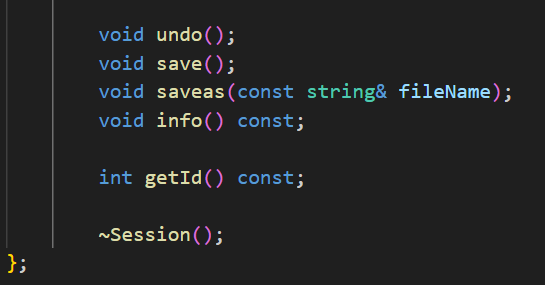 void undo();
void save();
void saveas(const string& fileName);
void info() const;
int getId() const;
~Session();
};